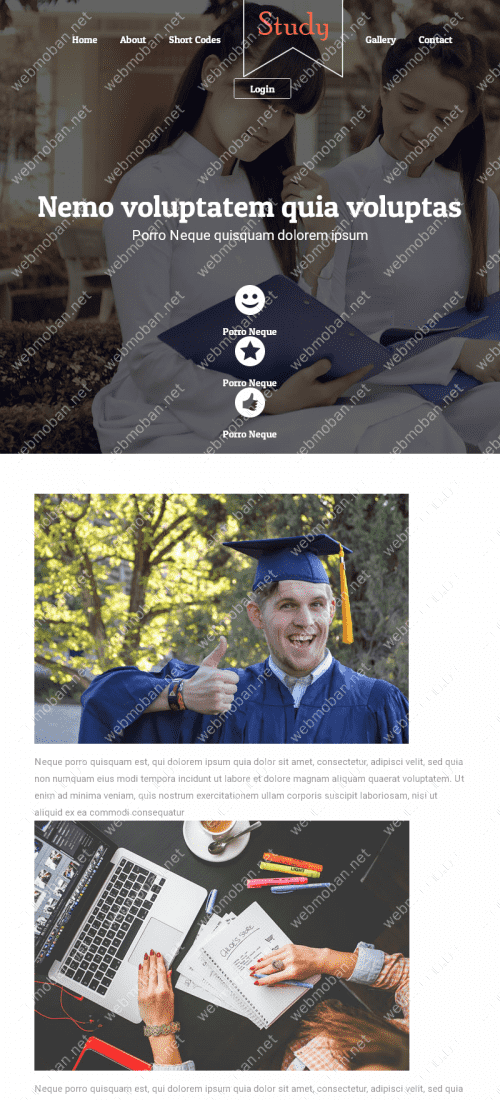 Study
Home About Short Codes Gallery Contact
Login
Nemo voluptatem quia voluptas
Porro Neque quisquam dolorem ipsum
Porro Neque
Porro Neque
Porro Neque
Neque porro quisquam est, qui dolorem ipsum quia dolor sit amet, consectetur, adipisci velit, sed quia
non numquam eius modi tempora incidunt ut labore et dolore magnam aliquam quaerat voluptatem. Ut
enim ad minima veniam, quis nostrum exercitationem ullam corporis suscipit laboriosam, nisi ut
aliquid ex ea commodi consequatur
Neque porro quisquam est, qui dolorem ipsum quia dolor sit amet, consectetur, adipisci velit, sed quia
webmoban.net